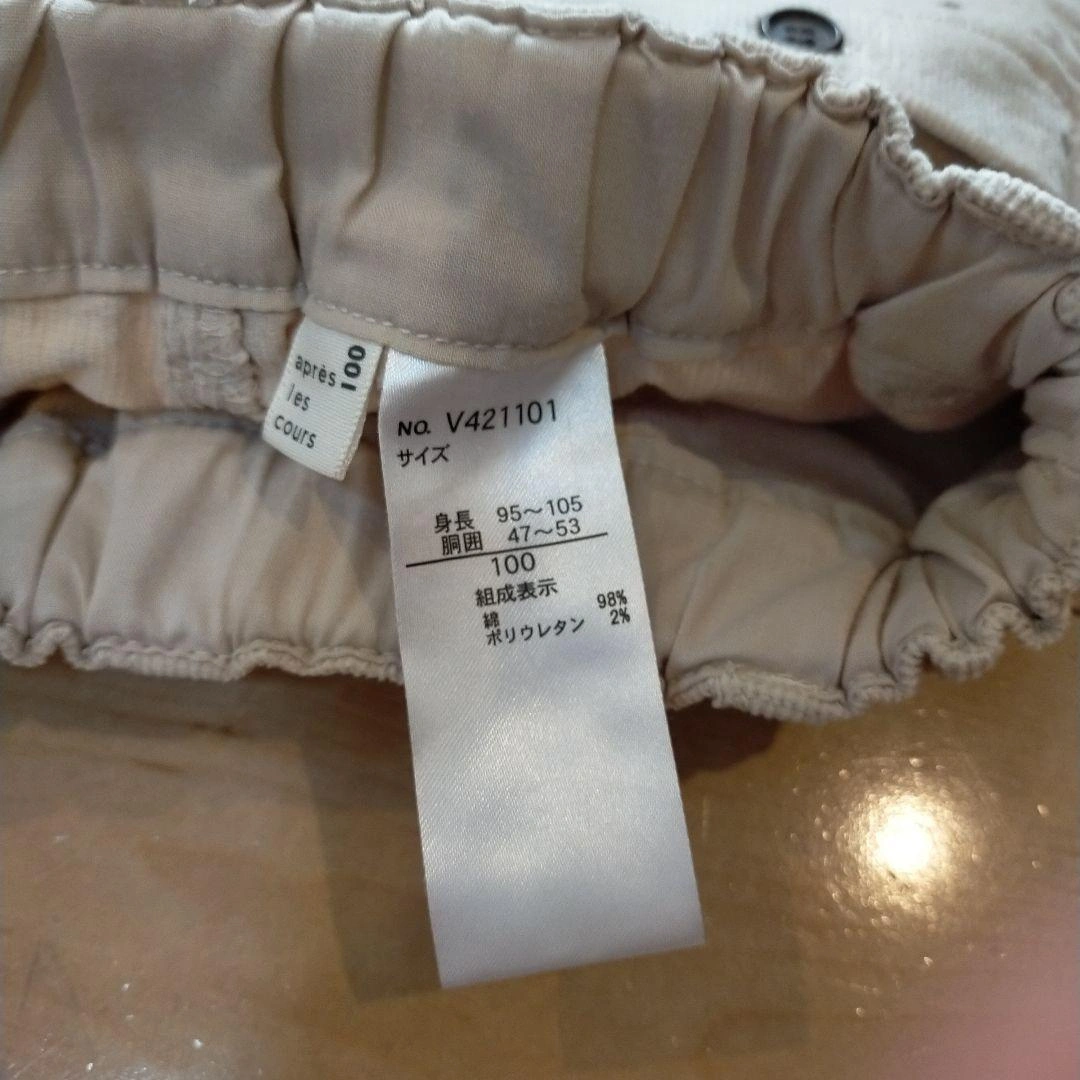 après
les
cours
100
NO. V421101
サイズ
身長 95〜105
胴囲 47〜53
100
組成表示
綿 98%
ポリウレタン 2%